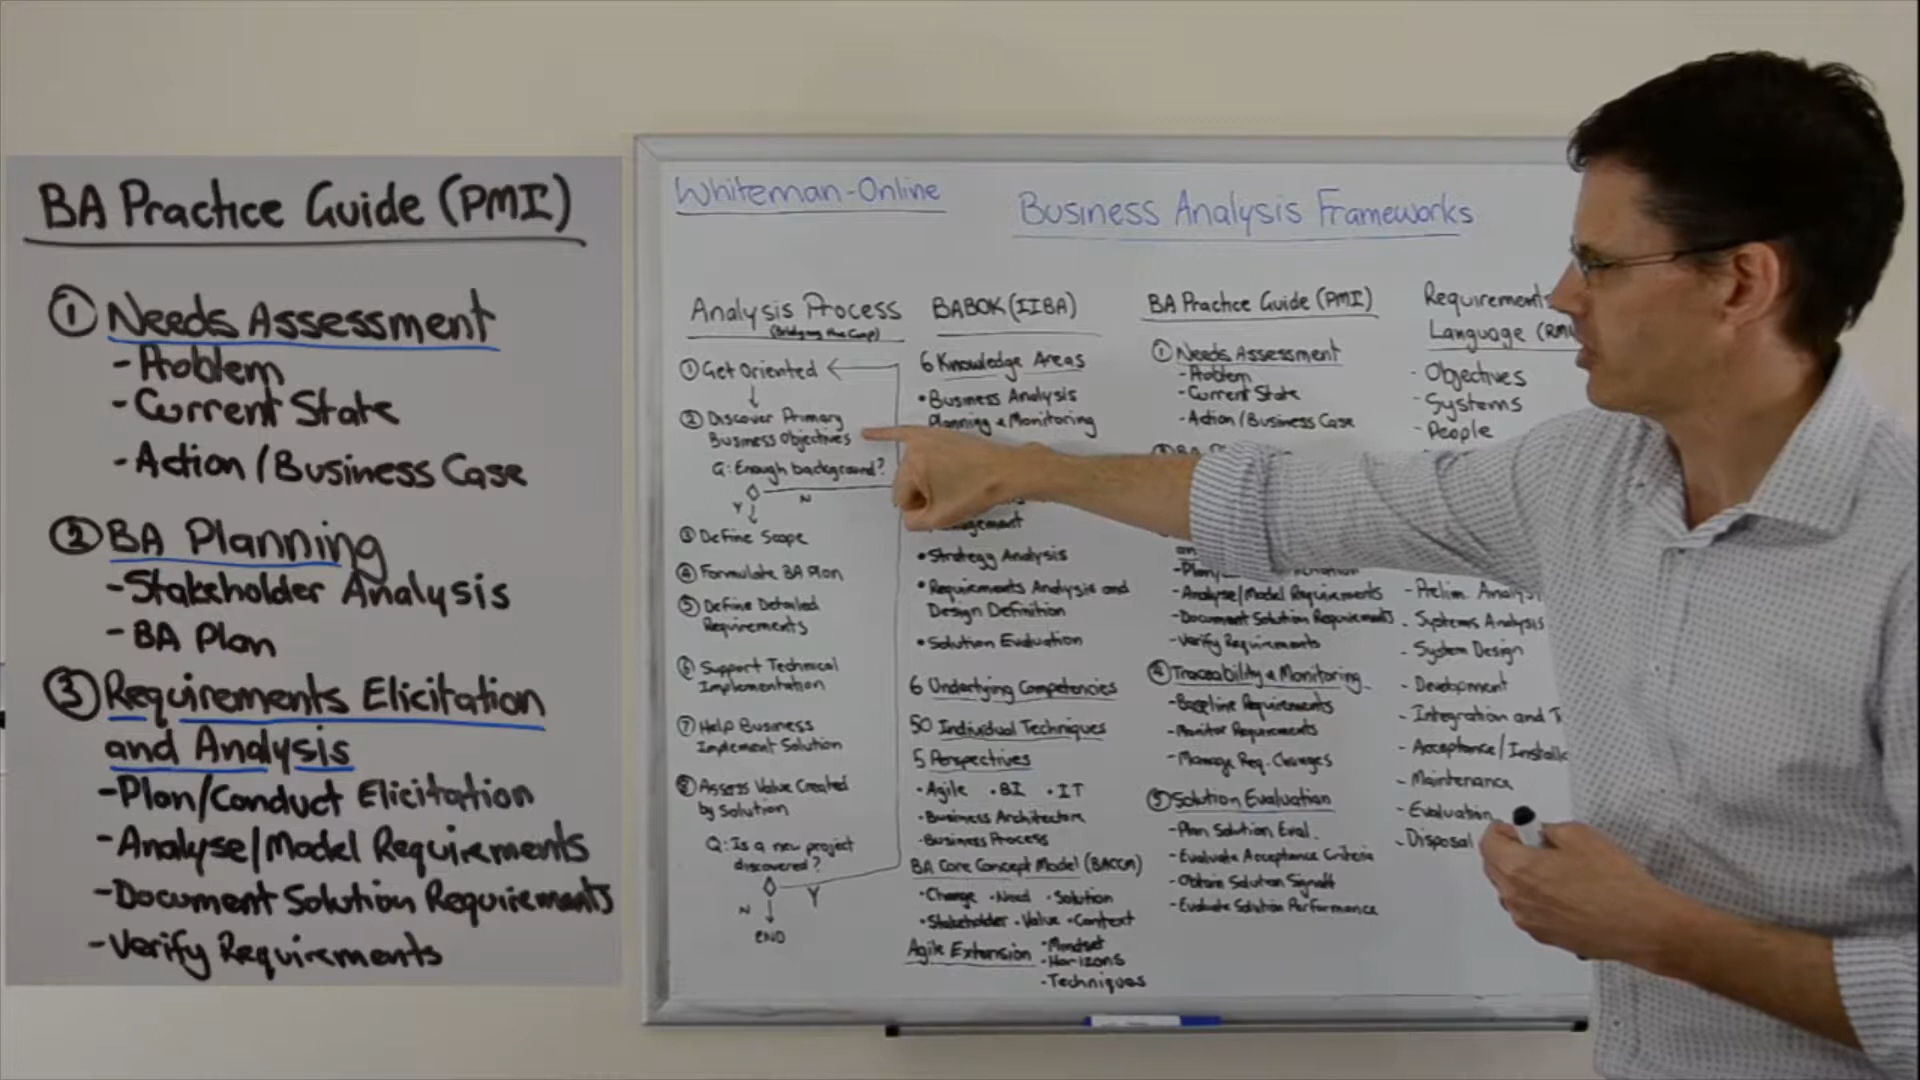 BA Practice Guide (PMI)
① Needs Assessment
- Problem
- Current State
- Action / Business Case
② BA Planning
- Stakeholder Analysis
- BA Plan
③ Requirements Elicitation
and Analysis
- Plan/Conduct Elicitation
- Analyse/Model Requirements
- Document Solution Requirements
- Verify Requirements
Whiteman-Online
Business Analysis Frameworks
Analysis Process
(Bridging the Gap)
① Get Oriented
② Discover Primary
Business Objectives
Q: Enough background?
N
Y
③ Define Scope
④ Formulate BA Plan
⑤ Define Detailed
Requirements
⑥ Support Technical
Implementation
⑦ Help Business
Implement Solution
⑧ Assess Value Created
by Solution
Q: Is a new project
discovered?
N
Y
END
BABOK (IIBA)
6 Knowledge Areas
• Business Analysis
Planning & Monitoring
• Strategy Analysis
• Requirements Analysis and
Design Definition
• Solution Evaluation
6 Underlying Competencies
50 Individual Techniques
5 Perspectives
• Agile • BI • IT
• Business Architecture
• Business Process
BA Core Concept Model (BACCM)
• Change • Need • Solution
• Stakeholder • Value • Context
Agile Extension - Mindset
- Horizons
- Techniques
BA Practice Guide (PMI)
① Needs Assessment
- Problem
- Current State
- Action / Business Case
- Analyse/Model Requirements
- Document Solution Requirements
- Verify Requirements
④ Traceability & Monitoring
- Baseline Requirements
- Monitor Requirements
- Manage Req. Changes
⑤ Solution Evaluation
- Plan Solution Eval.
- Evaluate Acceptance Criteria
- Obtain Solution Signoff
- Evaluate Solution Performance
Requirements
Language
- Objectives
- Systems
- People
- Prelim. Analysis
- Systems Analysis
- System Design
- Development
- Integration and
- Acceptance/
- Maintenance
- Evaluation
- Disposal